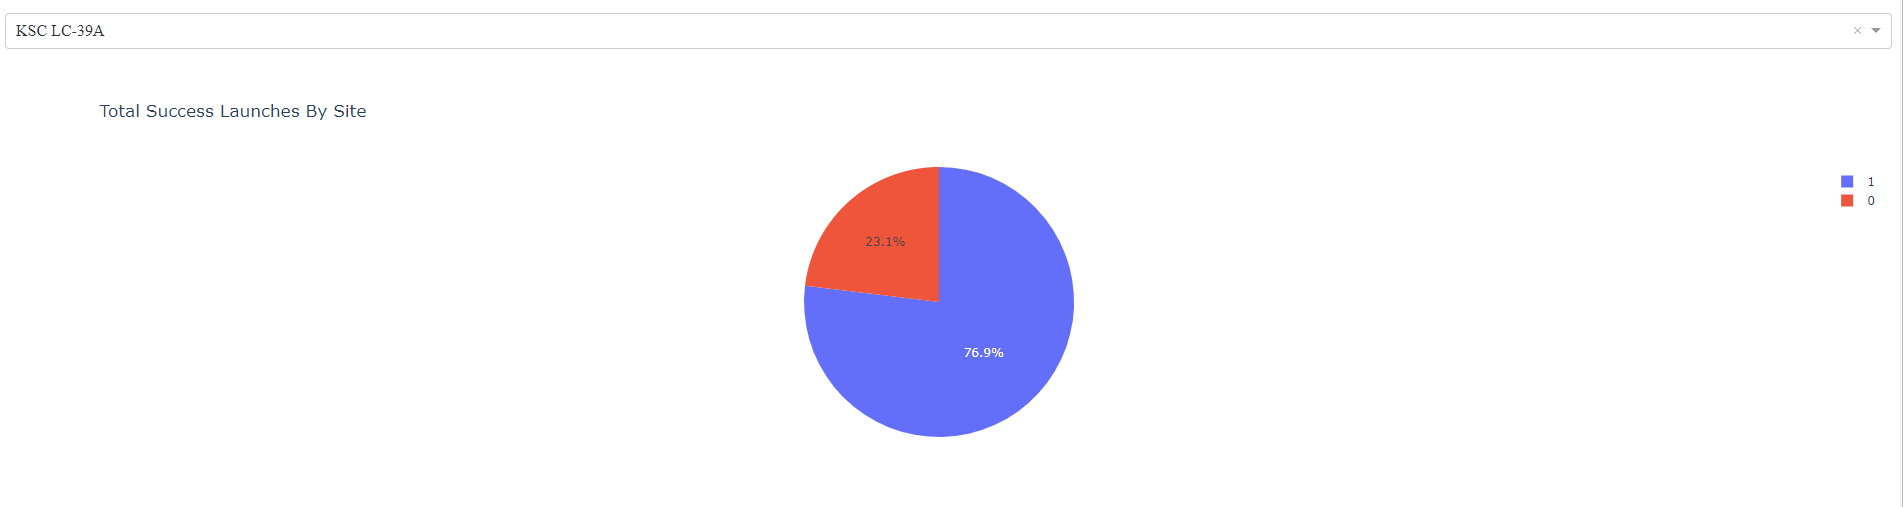 KSC LC-39A
Total Success Launches By Site
1
0
23.1%
76.9%